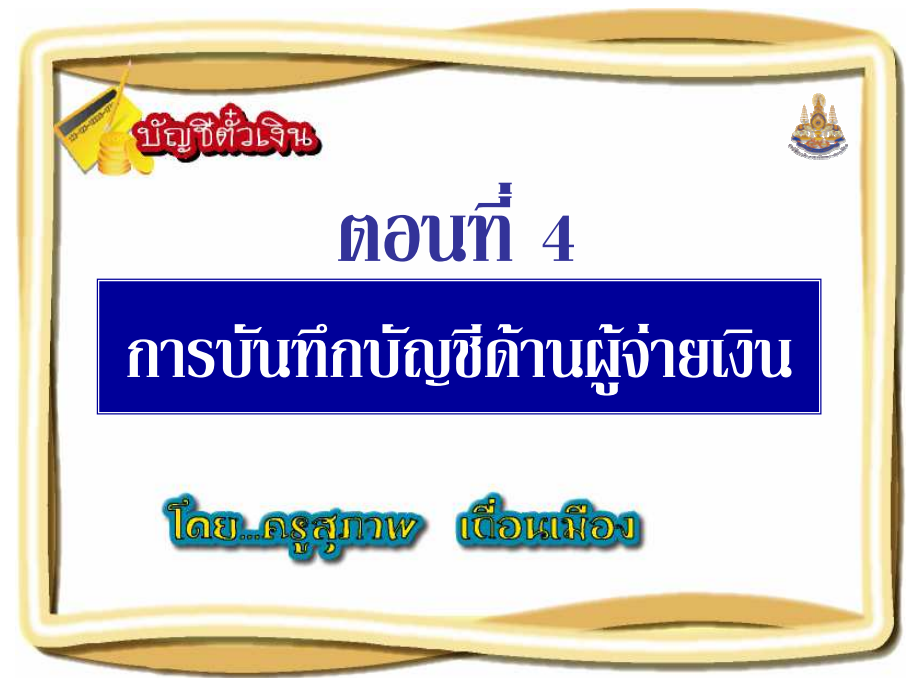 บัญชีตั๋วเงิน
ตอนที่ 4
การบันทึกบัญชีด้านผู้จ่ายเงิน
โดย...ครูสุภาพ เถื่อนเมือง